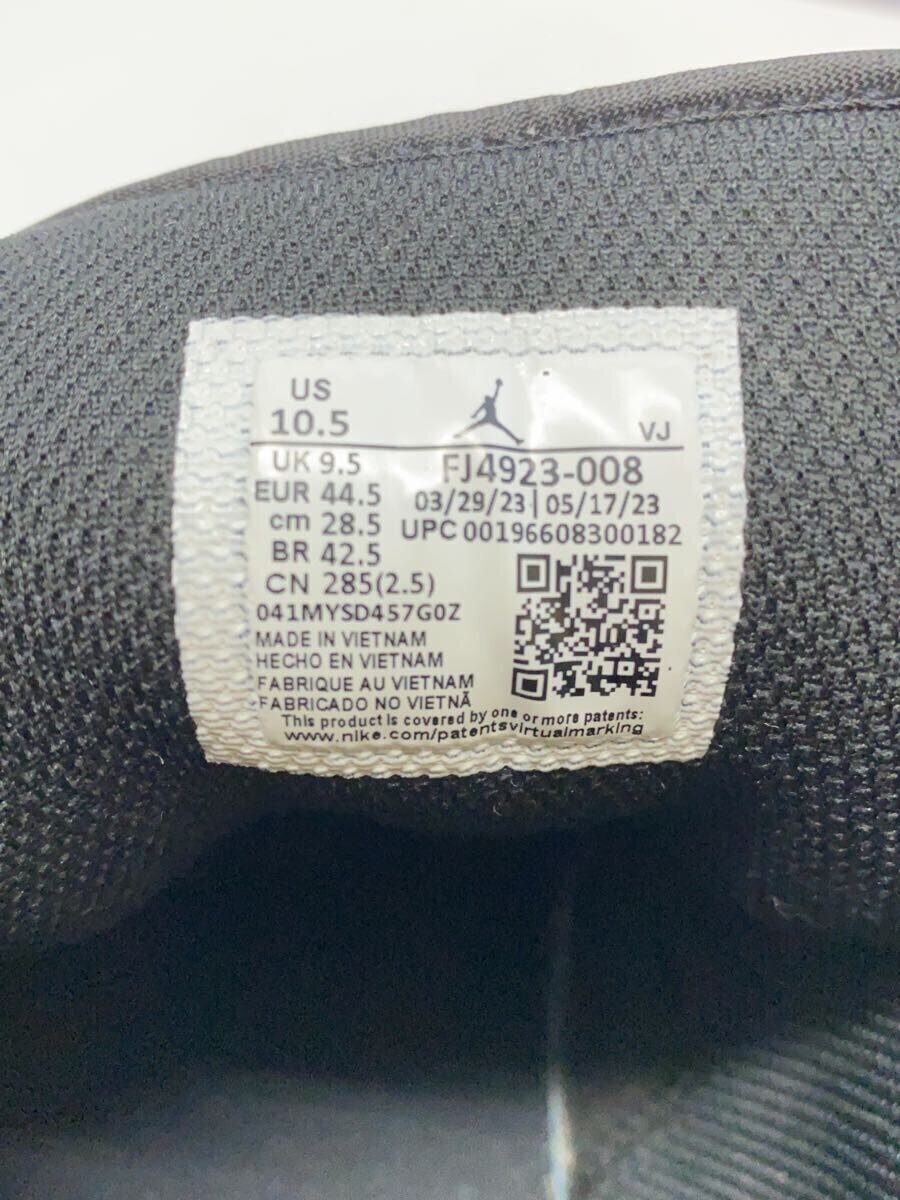 US
10.5
VJ
UK 9.5
EUR 44.5
cm 28.5
BR 42.5
CN 285(2.5)
FJ4923-008
03/29/23 | 05/17/23
UPC 00196608300182
041MYSD457G0Z
MADE IN VIETNAM
HECHO EN VIETNAM
FABRIQUE AU VIETNAM
FABRICADO NO VIETNÃ
This product is covered by one or more patents:
www.nike.com/patentsvirtualmarking